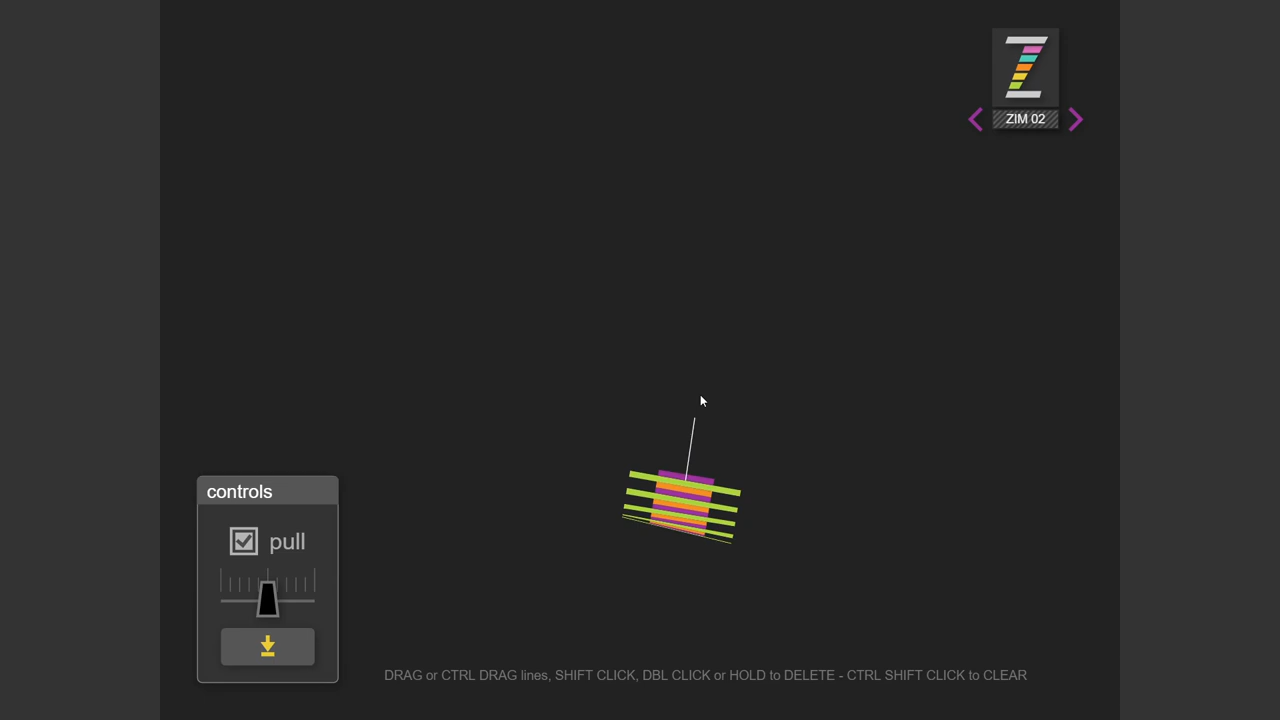 ZIM 02
controls
pull
DRAG or CTRL DRAG lines, SHIFT CLICK, DBL CLICK or HOLD to DELETE - CTRL SHIFT CLICK to CLEAR